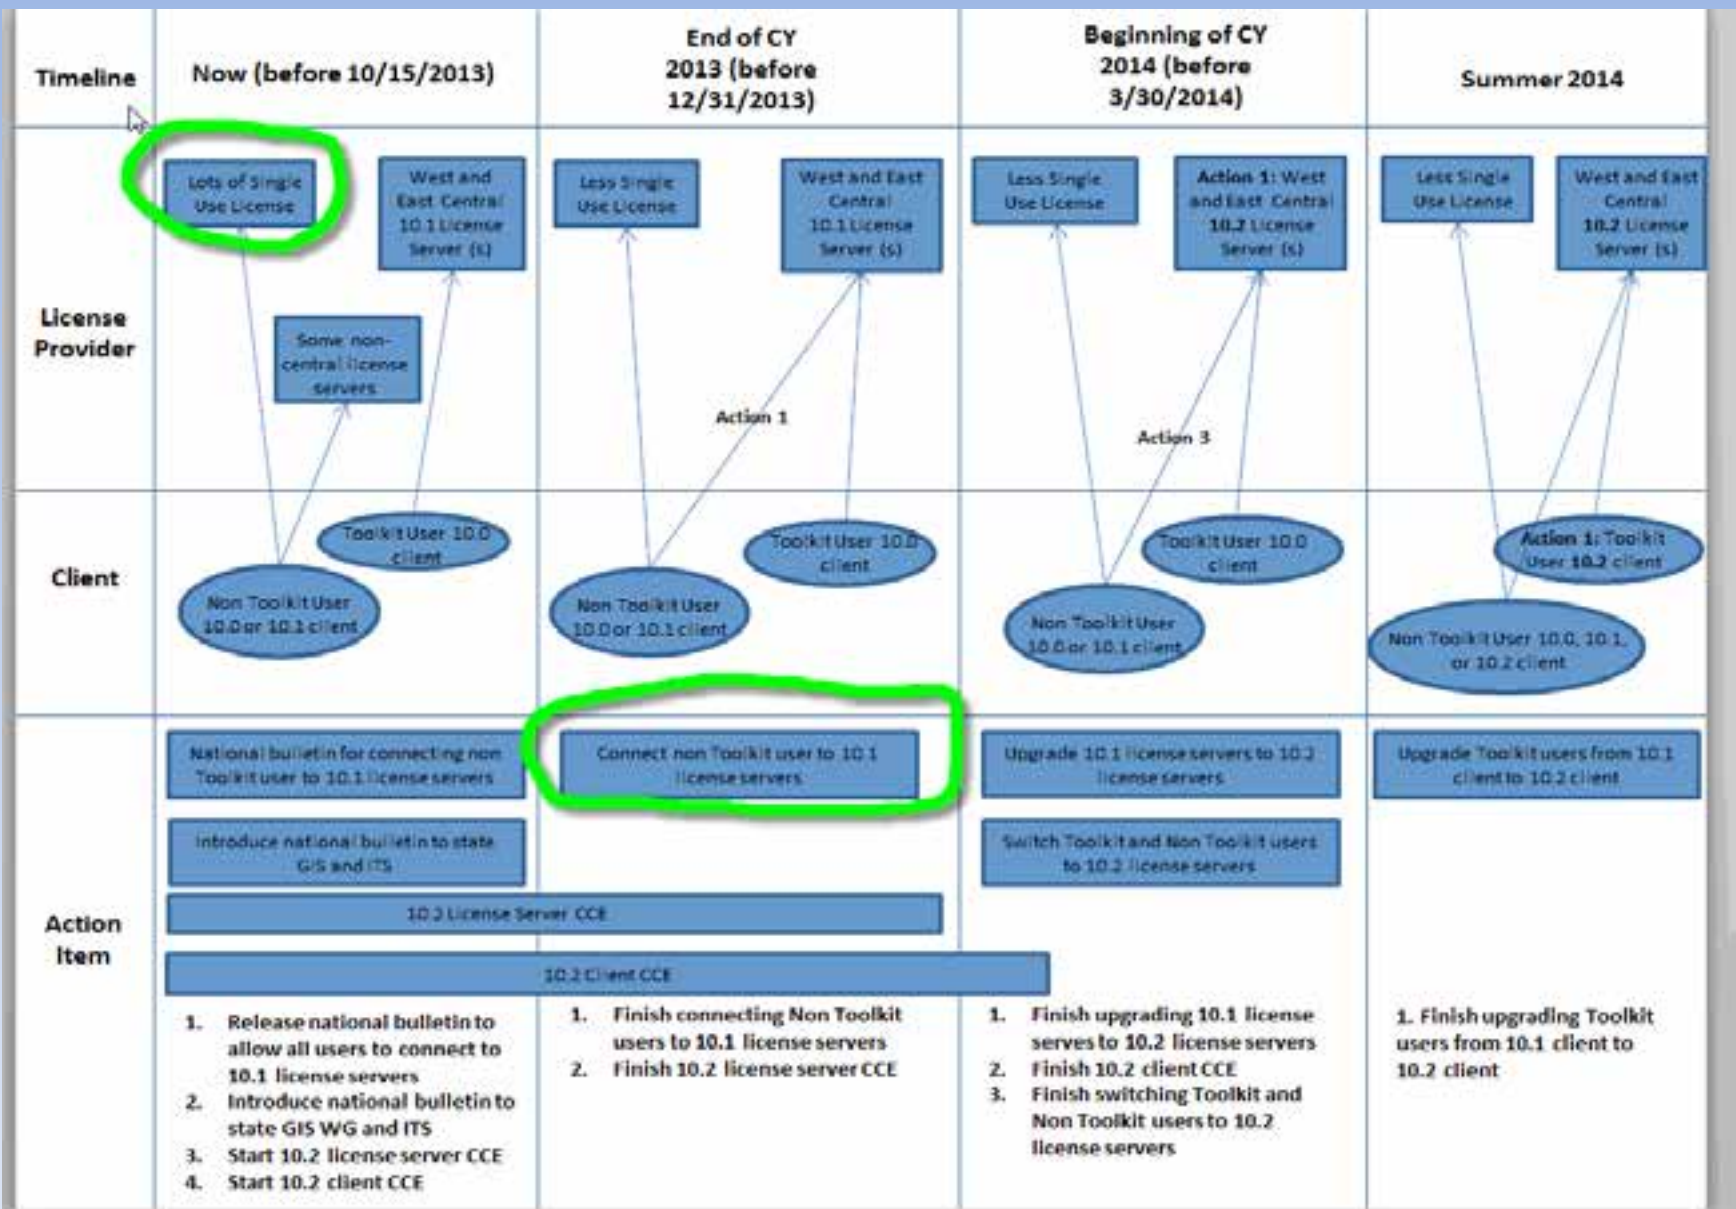 Timeline
Now (before 10/15/2013)
End of CY
2013 (before
12/31/2013)
Beginning of CY
2014 (before
3/30/2014)
Summer 2014
License
Provider
Lots of Single
Use License
West and
East Central
10.1 License
Server (s)
Some non-
central license
servers
Less Single
Use License
West and East
Central
10.1 License
Server (s)
Action 1
Less Single
Use License
Action 1: West
and East Central
10.2 License
Server (s)
Action 3
Less Single
Use License
West and East
Central
10.2 License
Server (s)
Client
Toolkit User 10.0
client
Non Toolkit User
10.0 or 10.1 client
Toolkit User 10.0
client
Non Toolkit User
10.0 or 10.1 client
Toolkit User 10.0
client
Non Toolkit User
10.0 or 10.1 client
Action 1: Toolkit
User 10.2 client
Non Toolkit User 10.0, 10.1,
or 10.2 client
Action
Item
National bulletin for connecting non
Toolkit user to 10.1 license servers
Connect non Toolkit user to 10.1
license servers
Upgrade 10.1 license servers to 10.2
license servers
Upgrade Toolkit users from 10.1
client to 10.2 client
Introduce national bulletin to state
GIS and ITS
Switch Toolkit and Non Toolkit users
to 10.2 license servers
10.2 License Server CCE
10.2 Client CCE
1. Release national bulletin to
allow all users to connect to
10.1 license servers
2. Introduce national bulletin to
state GIS WG and ITS
3. Start 10.2 license server CCE
4. Start 10.2 client CCE
1. Finish connecting Non Toolkit
users to 10.1 license servers
2. Finish 10.2 license server CCE
1. Finish upgrading 10.1 license
serves to 10.2 license servers
2. Finish 10.2 client CCE
3. Finish switching Toolkit and
Non Toolkit users to 10.2
license servers
1. Finish upgrading Toolkit
users from 10.1 client to
10.2 client